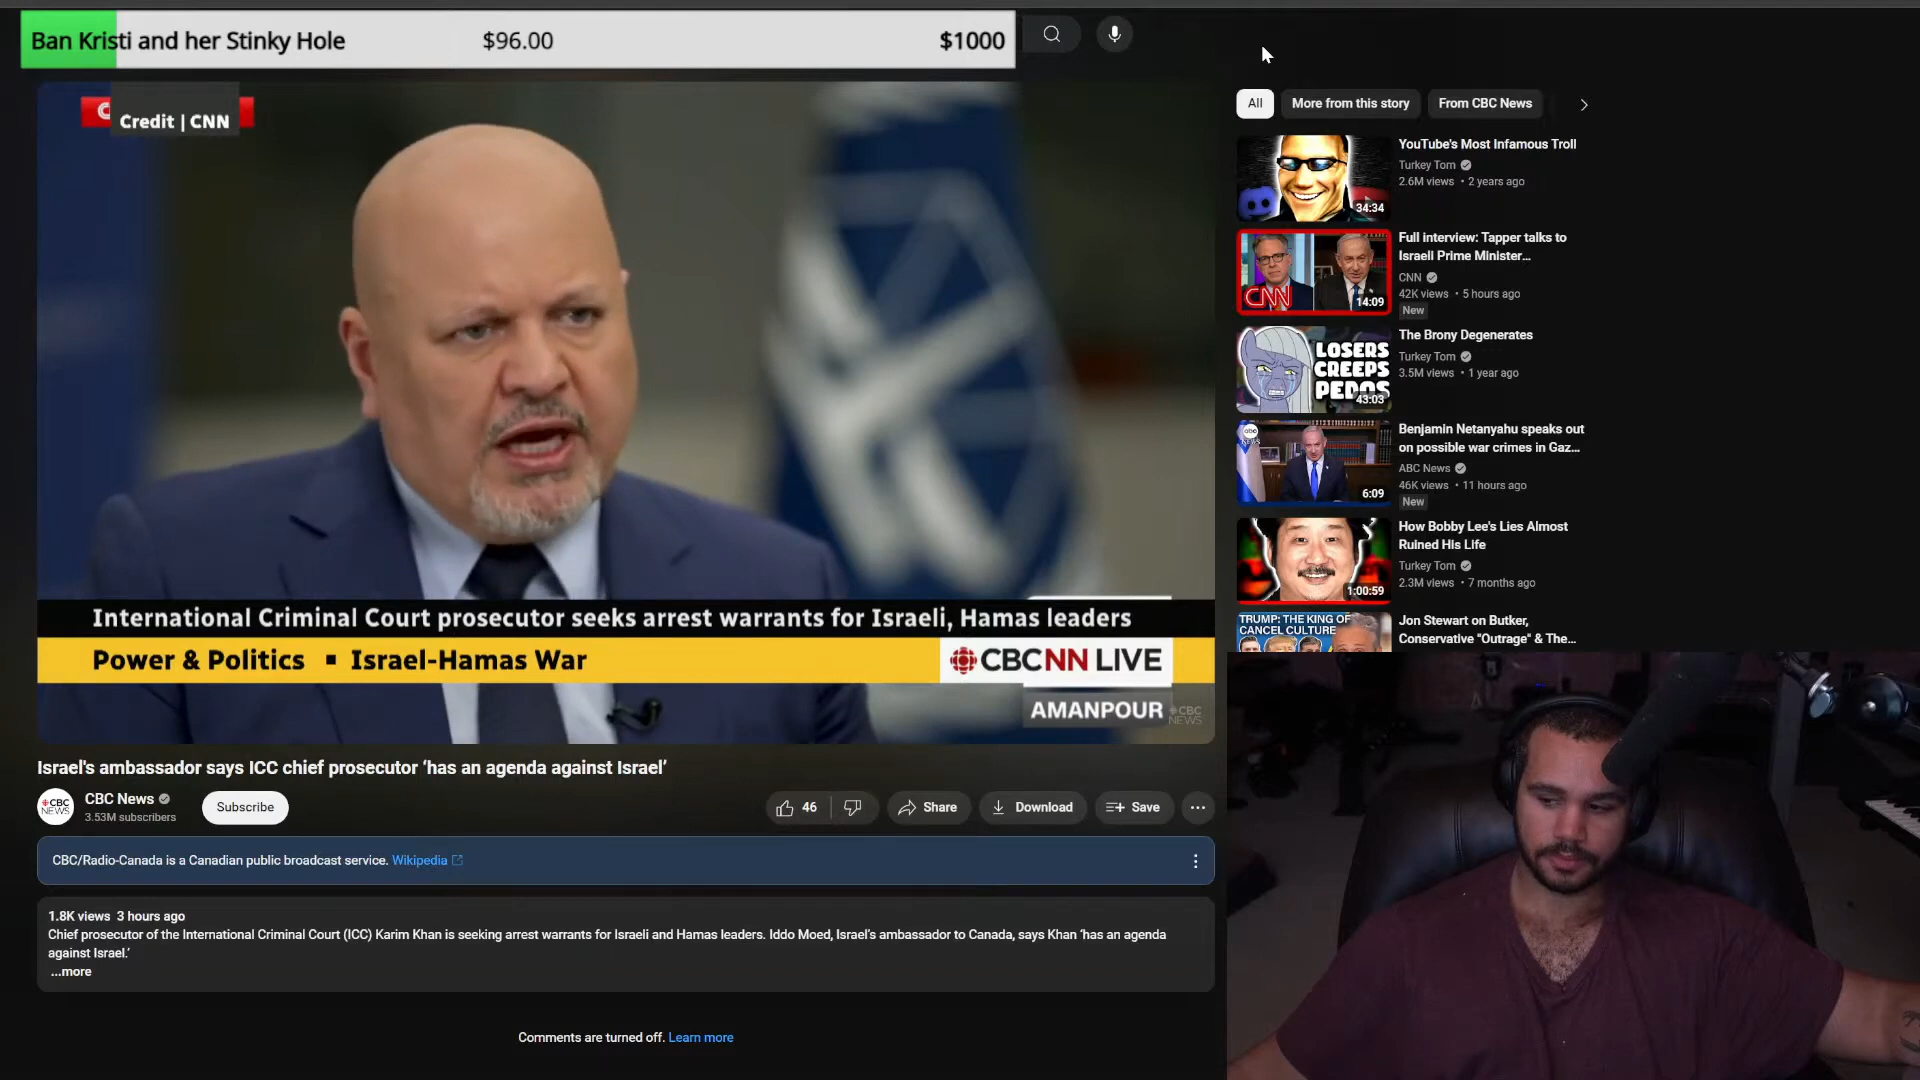 Ban Kristi and her Stinky Hole $96.00 $1000
Credit | CNN
International Criminal Court prosecutor seeks arrest warrants for Israeli, Hamas leaders
Power & Politics ▪ Israel-Hamas War
CBCNN LIVE
AMANPOUR
CBC
NEWS
Israel's ambassador says ICC chief prosecutor ‘has an agenda against Israel’
CBC
NEWS
CBC News
3.53M subscribers
Subscribe
46
Share
Download
Save
CBC/Radio-Canada is a Canadian public broadcast service. Wikipedia
1.8K views 3 hours ago
Chief prosecutor of the International Criminal Court (ICC) Karim Khan is seeking arrest warrants for Israeli and Hamas leaders. Iddo Moed, Israel's ambassador to Canada, says Khan ‘has an agenda
against Israel.’
...more
Comments are turned off. Learn more
All
More from this story
From CBC News
34:34
YouTube's Most Infamous Troll
Turkey Tom
2.6M views • 2 years ago
CNN
14:09
Full interview: Tapper talks to
Israeli Prime Minister...
CNN
42K views • 5 hours ago
New
LOSERS
CREEPS
PEDOS
43:03
The Brony Degenerates
Turkey Tom
3.5M views • 1 year ago
abc
NEWS
6:09
Benjamin Netanyahu speaks out
on possible war crimes in Gaz...
ABC News
46K views • 11 hours ago
New
1:00:59
How Bobby Lee's Lies Almost
Ruined His Life
Turkey Tom
2.3M views • 7 months ago
TRUMP: THE KING OF
CANCEL CULTURE
Jon Stewart on Butker,
Conservative "Outrage" & The...